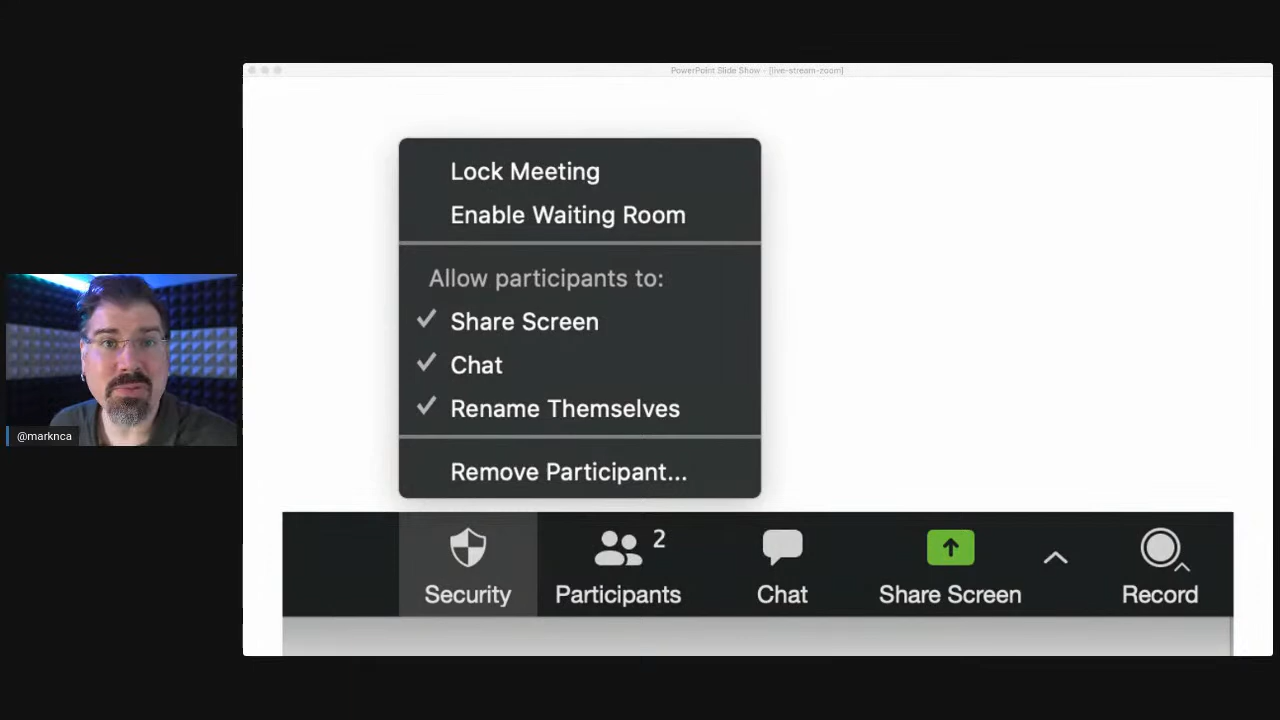 PowerPoint Slide Show - [live-stream-zoom]
Lock Meeting
Enable Waiting Room
Allow participants to:
Share Screen
Chat
Rename Themselves
Remove Participant...
@marknca
2
Security
Participants
Chat
Share Screen
Record